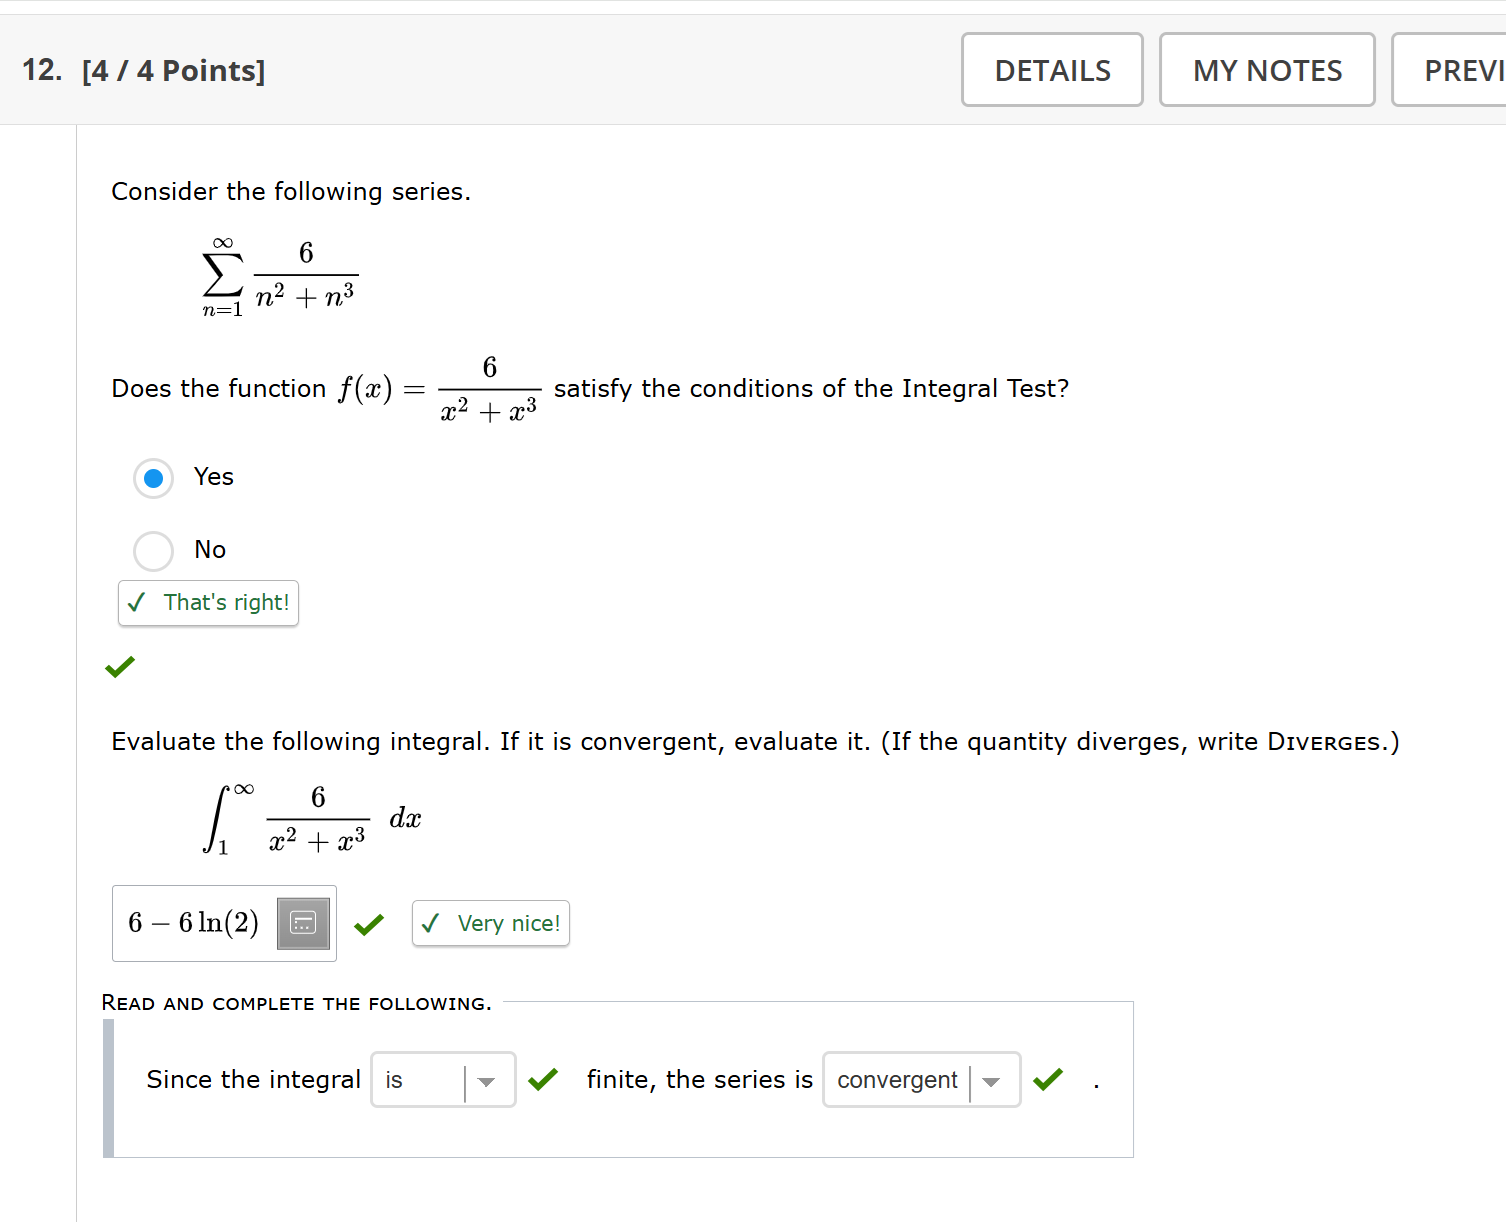 12. [4 / 4 Points] DETAILS MY NOTES PREVI
Consider the following series.
∞
∑ 6 / (n² + n³)
n=1
Does the function f(x) = 6 / (x² + x³) satisfy the conditions of the Integral Test?
Yes
No
✓ That's right!
Evaluate the following integral. If it is convergent, evaluate it. (If the quantity diverges, write DIVERGES.)
∫₁^∞ 6 / (x² + x³) dx
6 − 6 ln(2) ✓ Very nice!
READ AND COMPLETE THE FOLLOWING.
Since the integral is finite, the series is convergent .